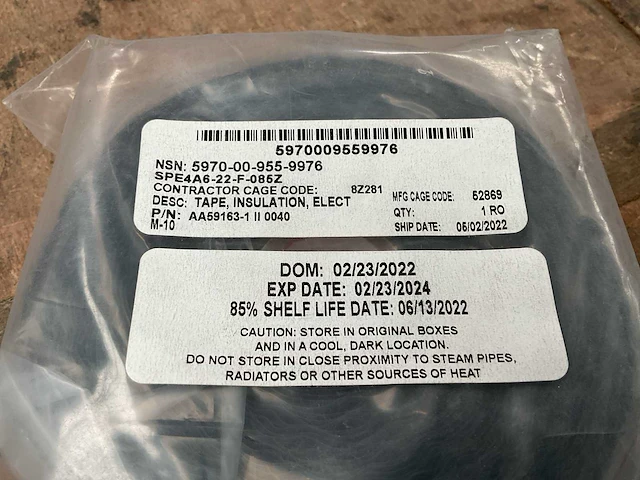 5970009559976
NSN: 5970-00-955-9976
SPE4A6-22-F-085Z
CONTRACTOR CAGE CODE: 8Z281 MFG CAGE CODE: 52869
DESC: TAPE, INSULATION, ELECT QTY: 1 RO
P/N: AA59163-1 II 0040 SHIP DATE: 05/02/2022
M-10
DOM: 02/23/2022
EXP DATE: 02/23/2024
85% SHELF LIFE DATE: 06/13/2022
CAUTION: STORE IN ORIGINAL BOXES
AND IN A COOL, DARK LOCATION.
DO NOT STORE IN CLOSE PROXIMITY TO STEAM PIPES,
RADIATORS OR OTHER SOURCES OF HEAT